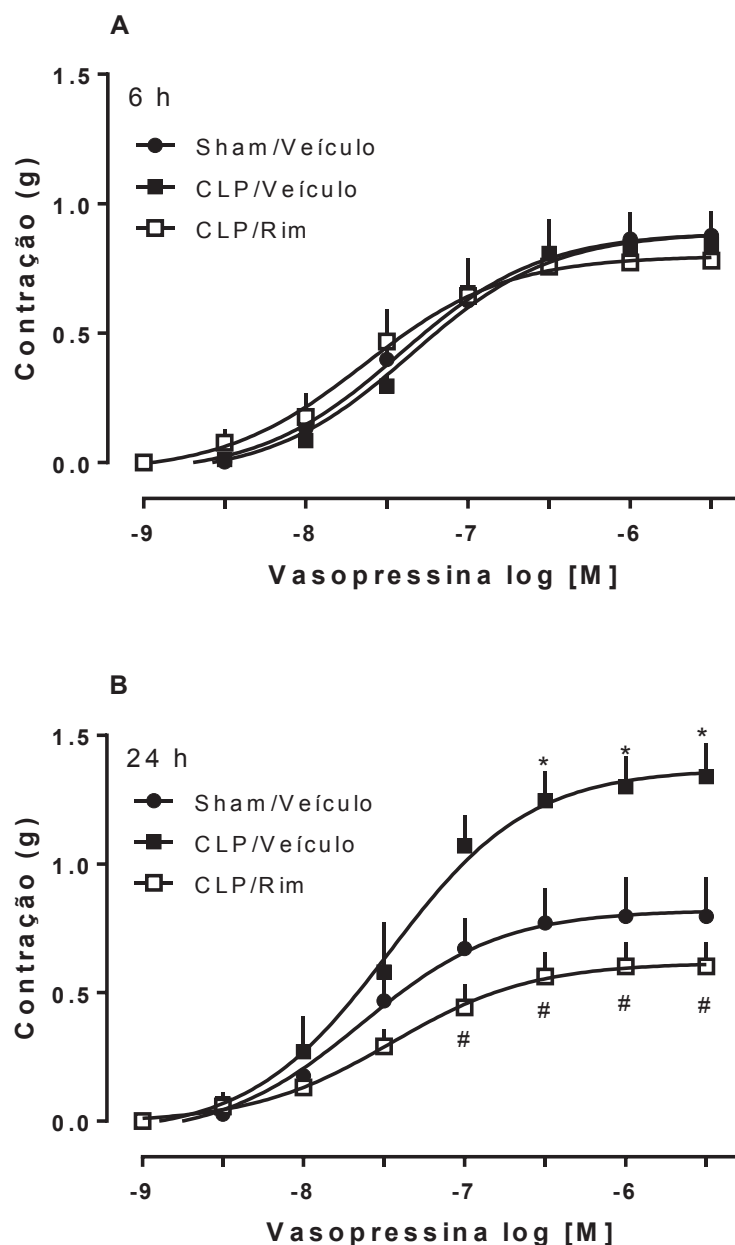 A
1.5
6 h
Sham/Veículo
CLP/Veículo
CLP/Rim
1.0
0.5
0.0
Contração (g)
-9 -8 -7 -6
Vasopressina log [M]
B
1.5
24 h
Sham/Veículo
CLP/Veículo
CLP/Rim
* * *
1.0
0.5
0.0
# # # #
Contração (g)
-9 -8 -7 -6
Vasopressina log [M]